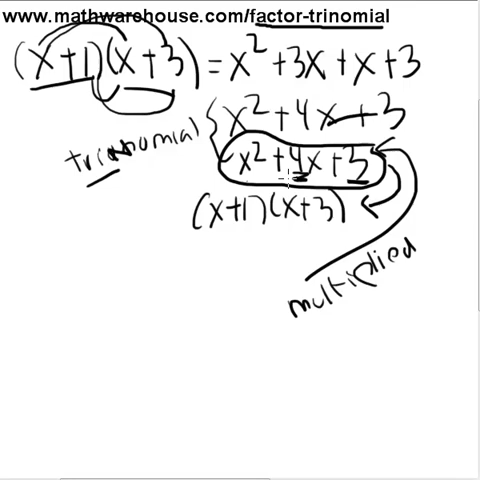 www.mathwarehouse.com/factor-trinomial
(x+1)(x+3) = x² + 3x + x + 3
x² + 4x + 3
trinomial
x² + 4x + 3
(x+1)(x+3)
multiplied